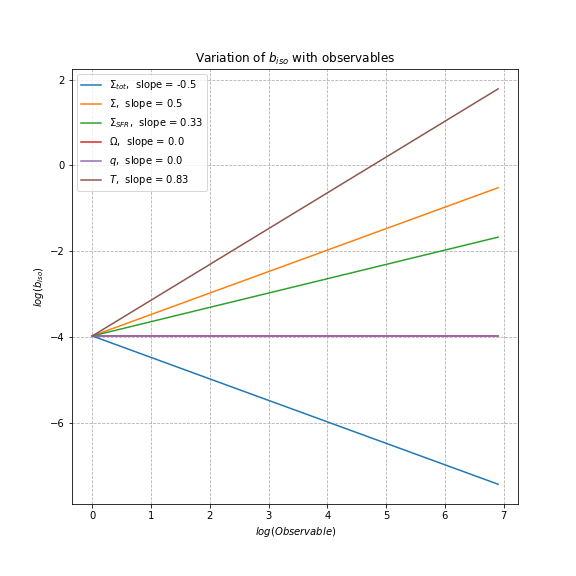 Variation of b_iso with observables
Σ_tot, slope = -0.5
Σ, slope = 0.5
Σ_SFR, slope = 0.33
Ω, slope = 0.0
q, slope = 0.0
T, slope = 0.83
2
0
−2
−4
−6
log(b_iso)
0 1 2 3 4 5 6 7
log(Observable)